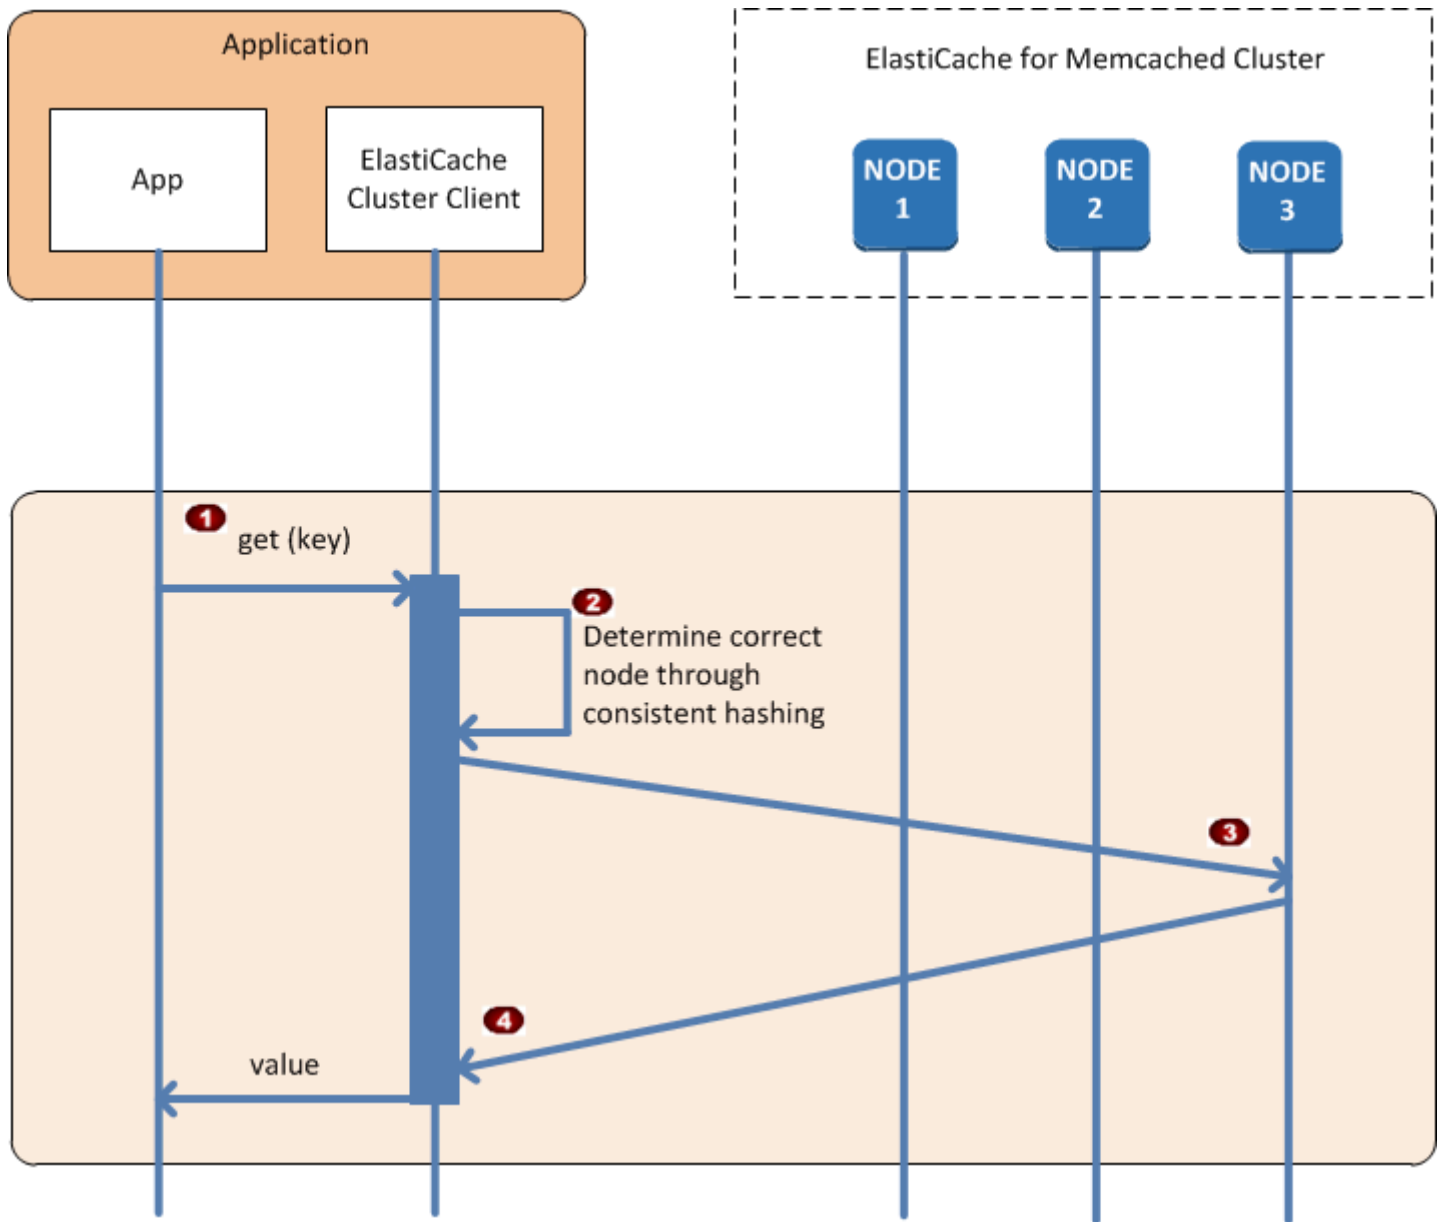 Application
App
ElastiCache
Cluster Client
ElastiCache for Memcached Cluster
NODE
1
NODE
2
NODE
3
1
get (key)
2
Determine correct
node through
consistent hashing
3
4
value